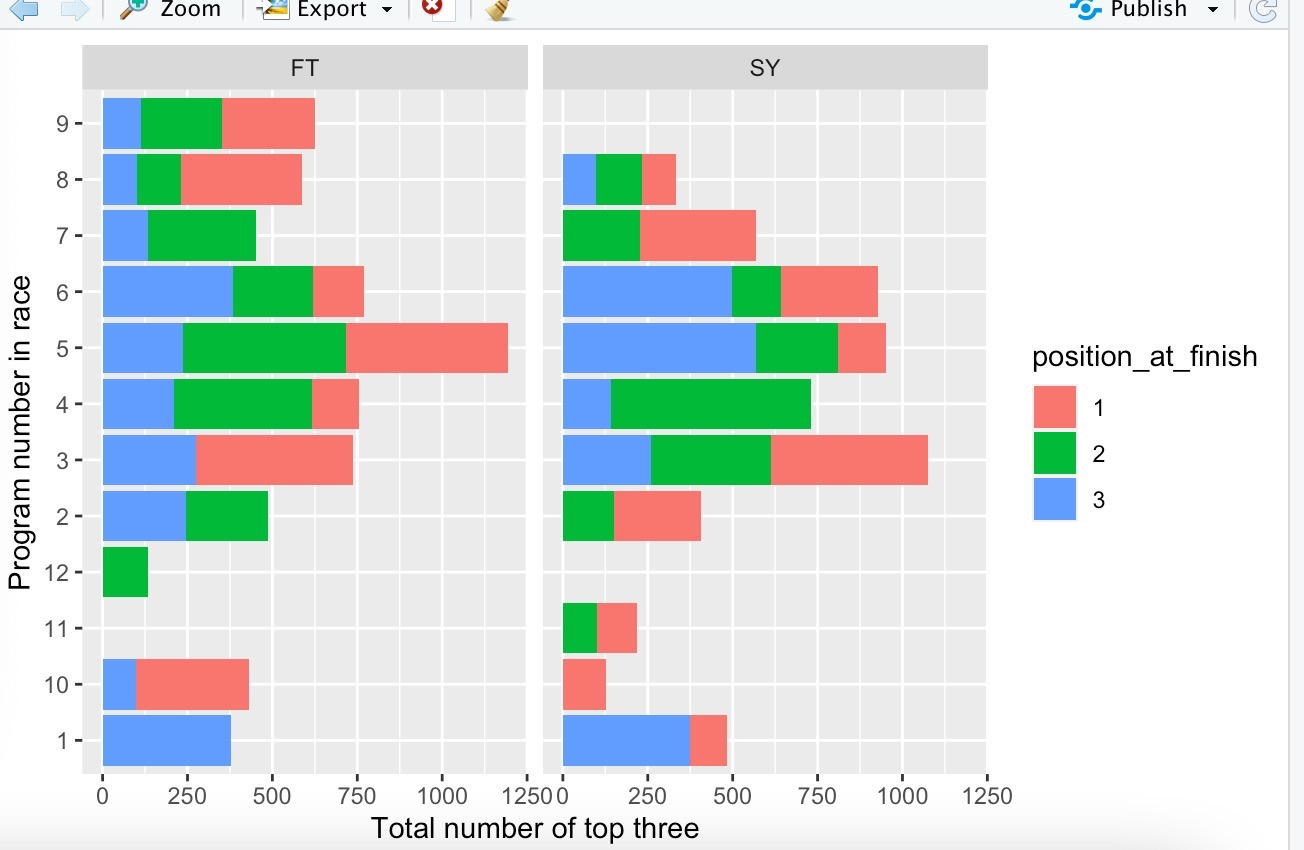 Zoom Export Publish
FT SY
9
8
7
6
5
4
3
2
12
11
10
1
Program number in race
0 250 500 750 1000 1250 0 250 500 750 1000 1250
Total number of top three
position_at_finish
1
2
3